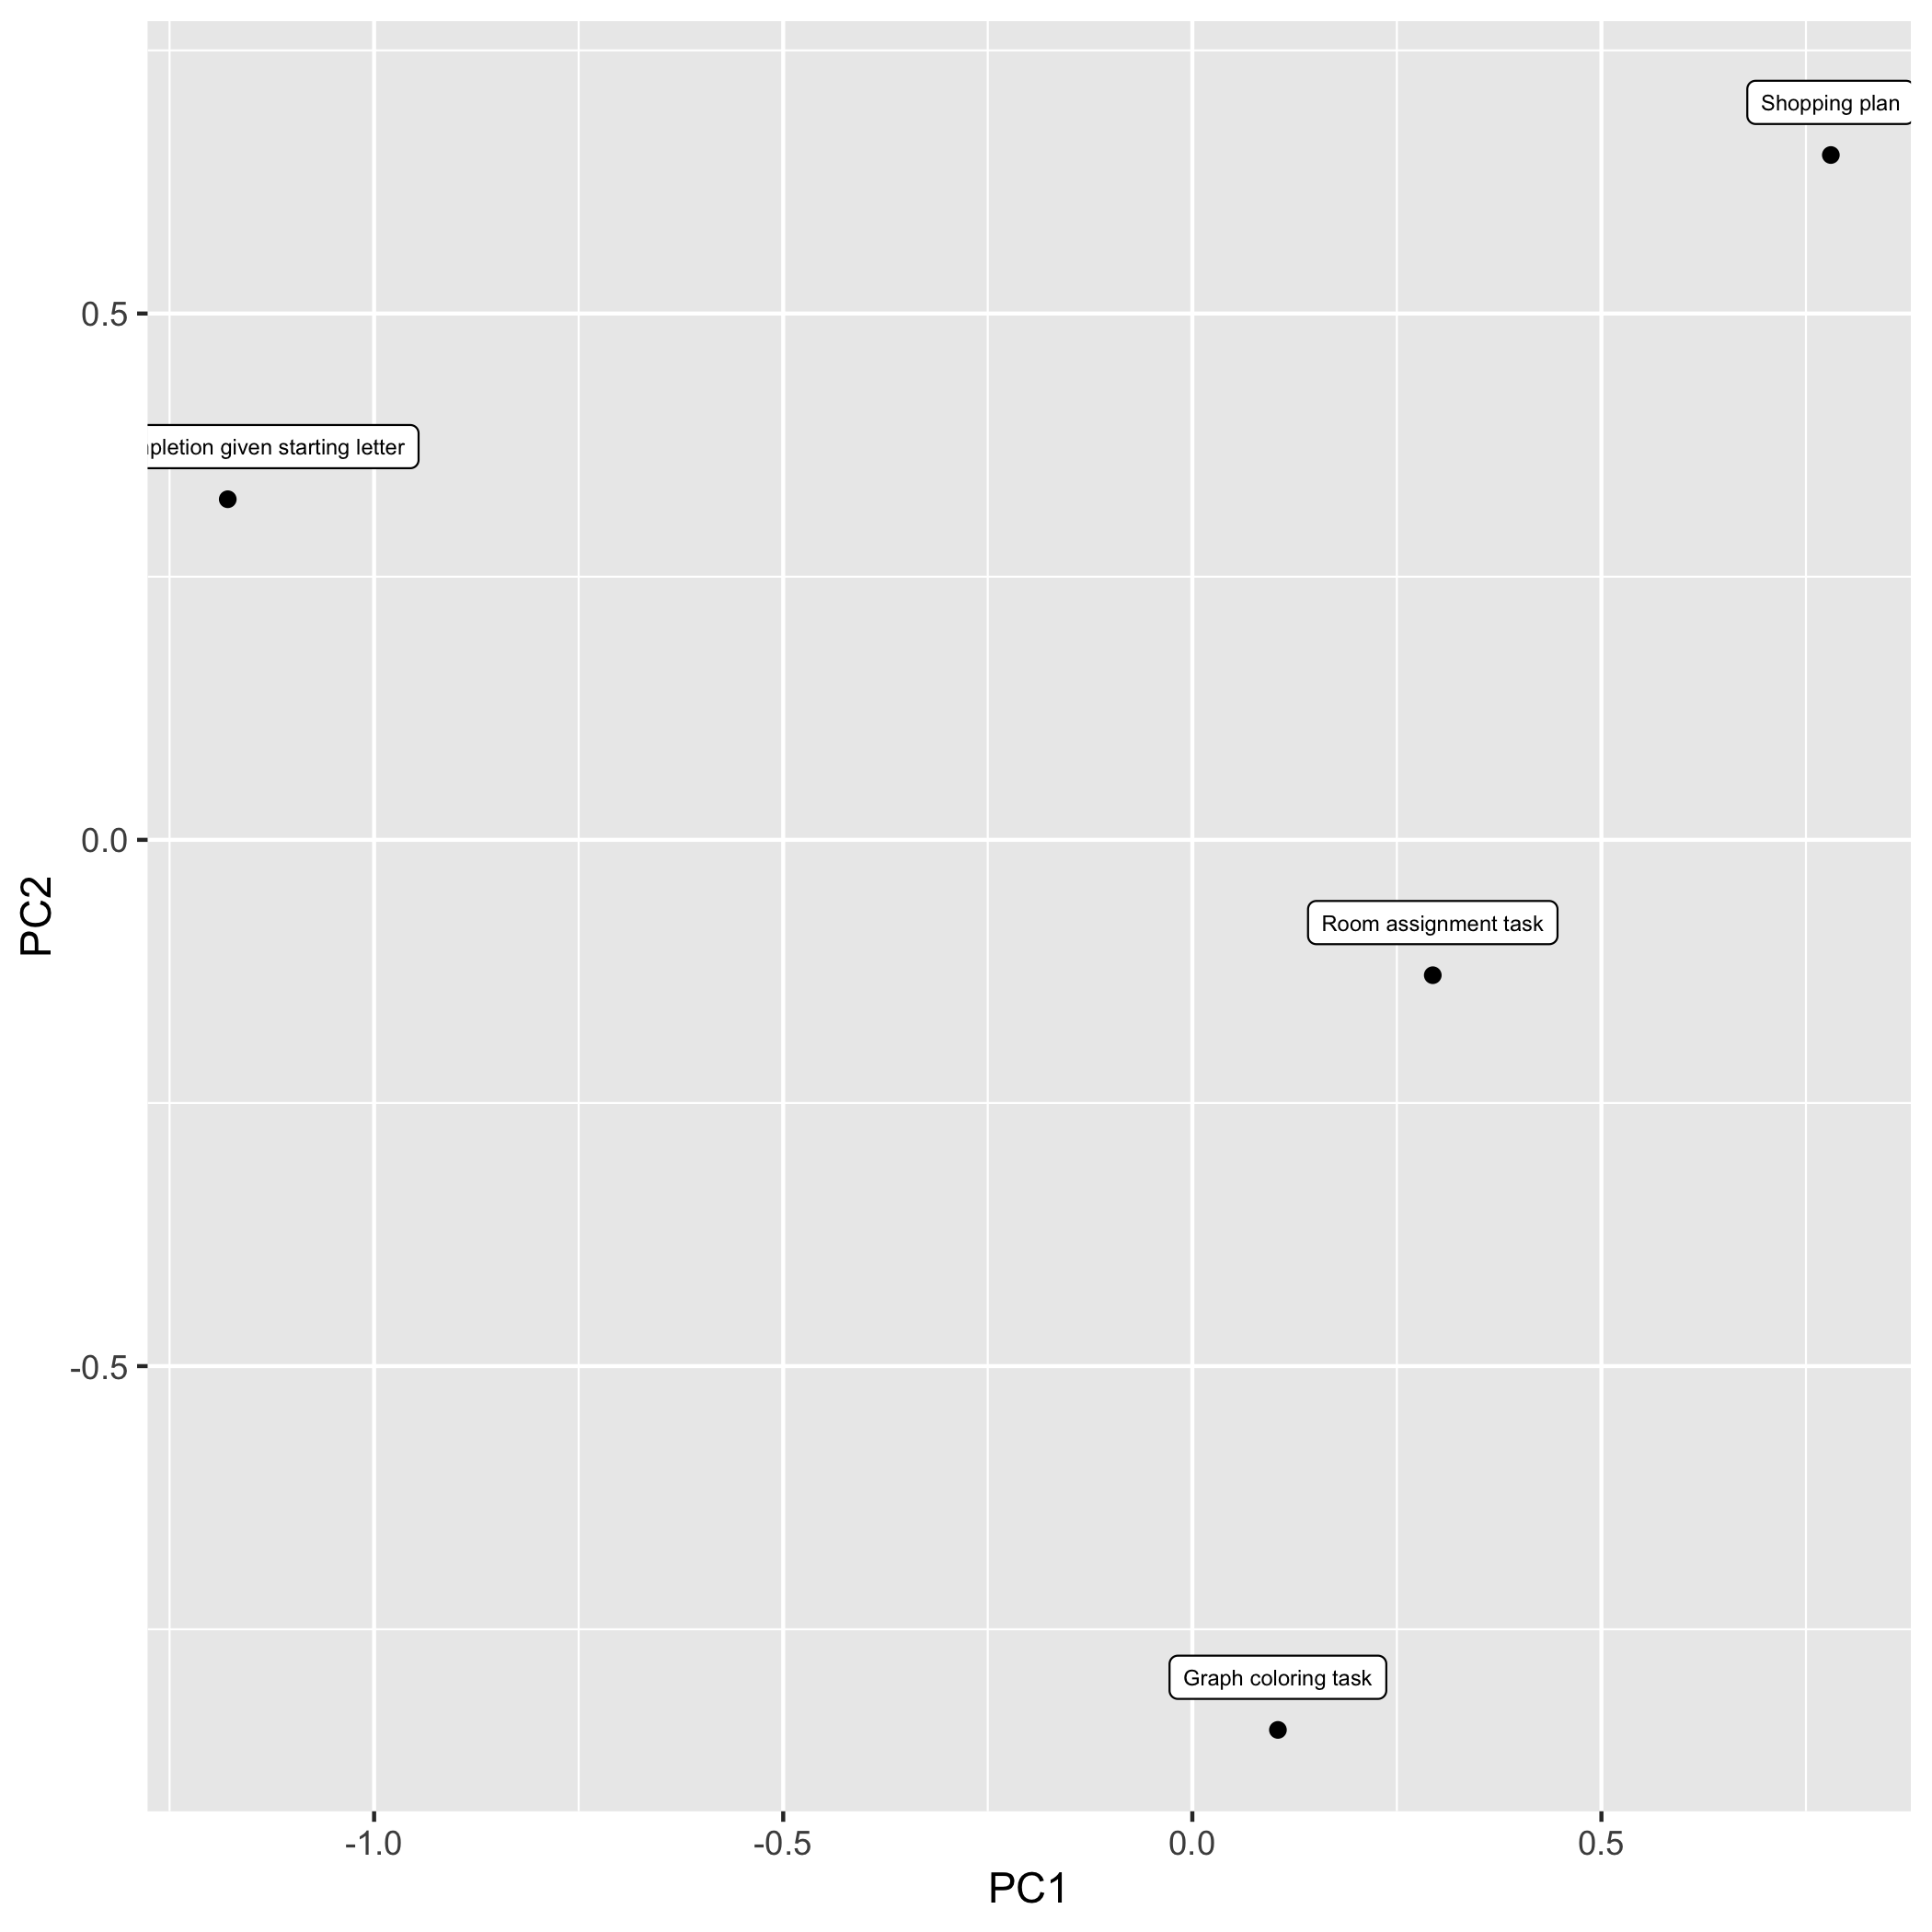 Shopping plan
0.5
given starting letter
0.0
Room assignment task
PC2
-0.5
Graph coloring task
-1.0 -0.5 0.0 0.5
PC1